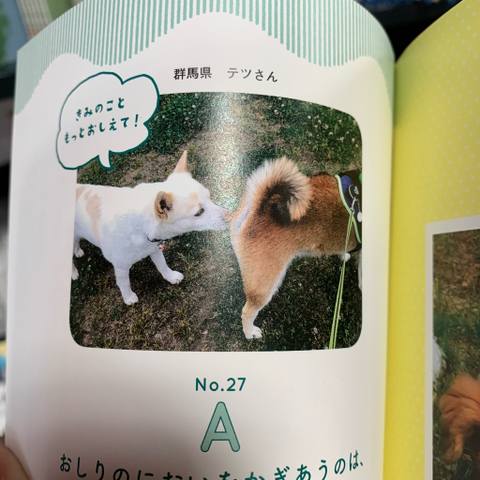 群馬県 テツさん
きみのこと
もっとおしえて!
No.27
A
おしりのにおいをかぎあうのは、